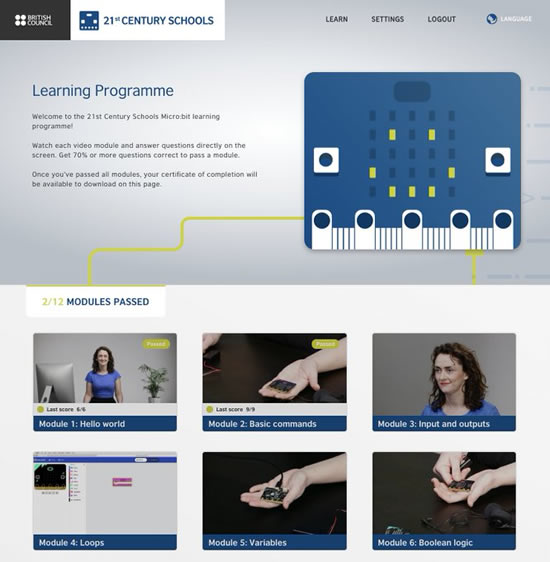 BRITISH
COUNCIL
21st CENTURY SCHOOLS
LEARN
SETTINGS
LOGOUT
LANGUAGE
Learning Programme
Welcome to the 21st Century Schools Micro:bit learning
programme!
Watch each video module and answer questions directly on the
screen. Get 70% or more questions correct to pass a module.
Once you've passed all modules, your certificate of completion will
be available to download on this page.
2/12 MODULES PASSED
Passed
Passed
Last score 6/6
Last score 9/9
Module 1: Hello world
Module 2: Basic commands
Module 3: Input and outputs
Module 4: Loops
Module 5: Variables
Module 6: Boolean logic